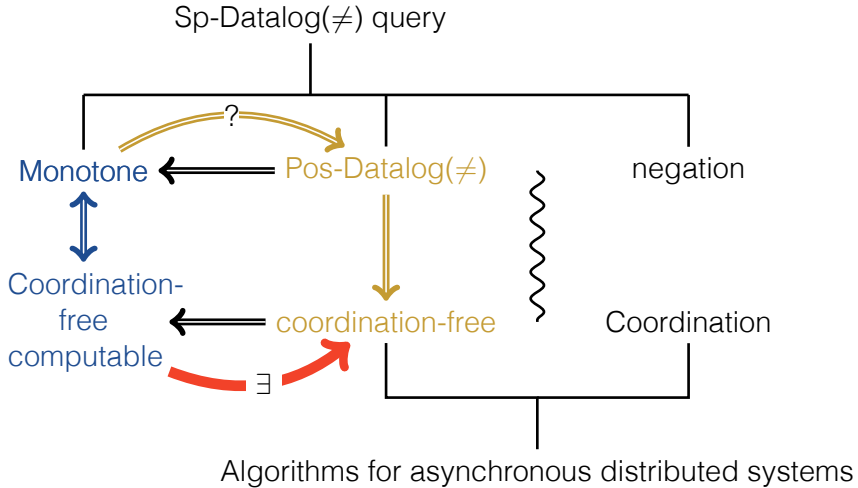 Sp-Datalog(≠) query
?
Monotone
Pos-Datalog(≠)
negation
Coordination-
free
computable
coordination-free
Coordination
∃
Algorithms for asynchronous distributed systems